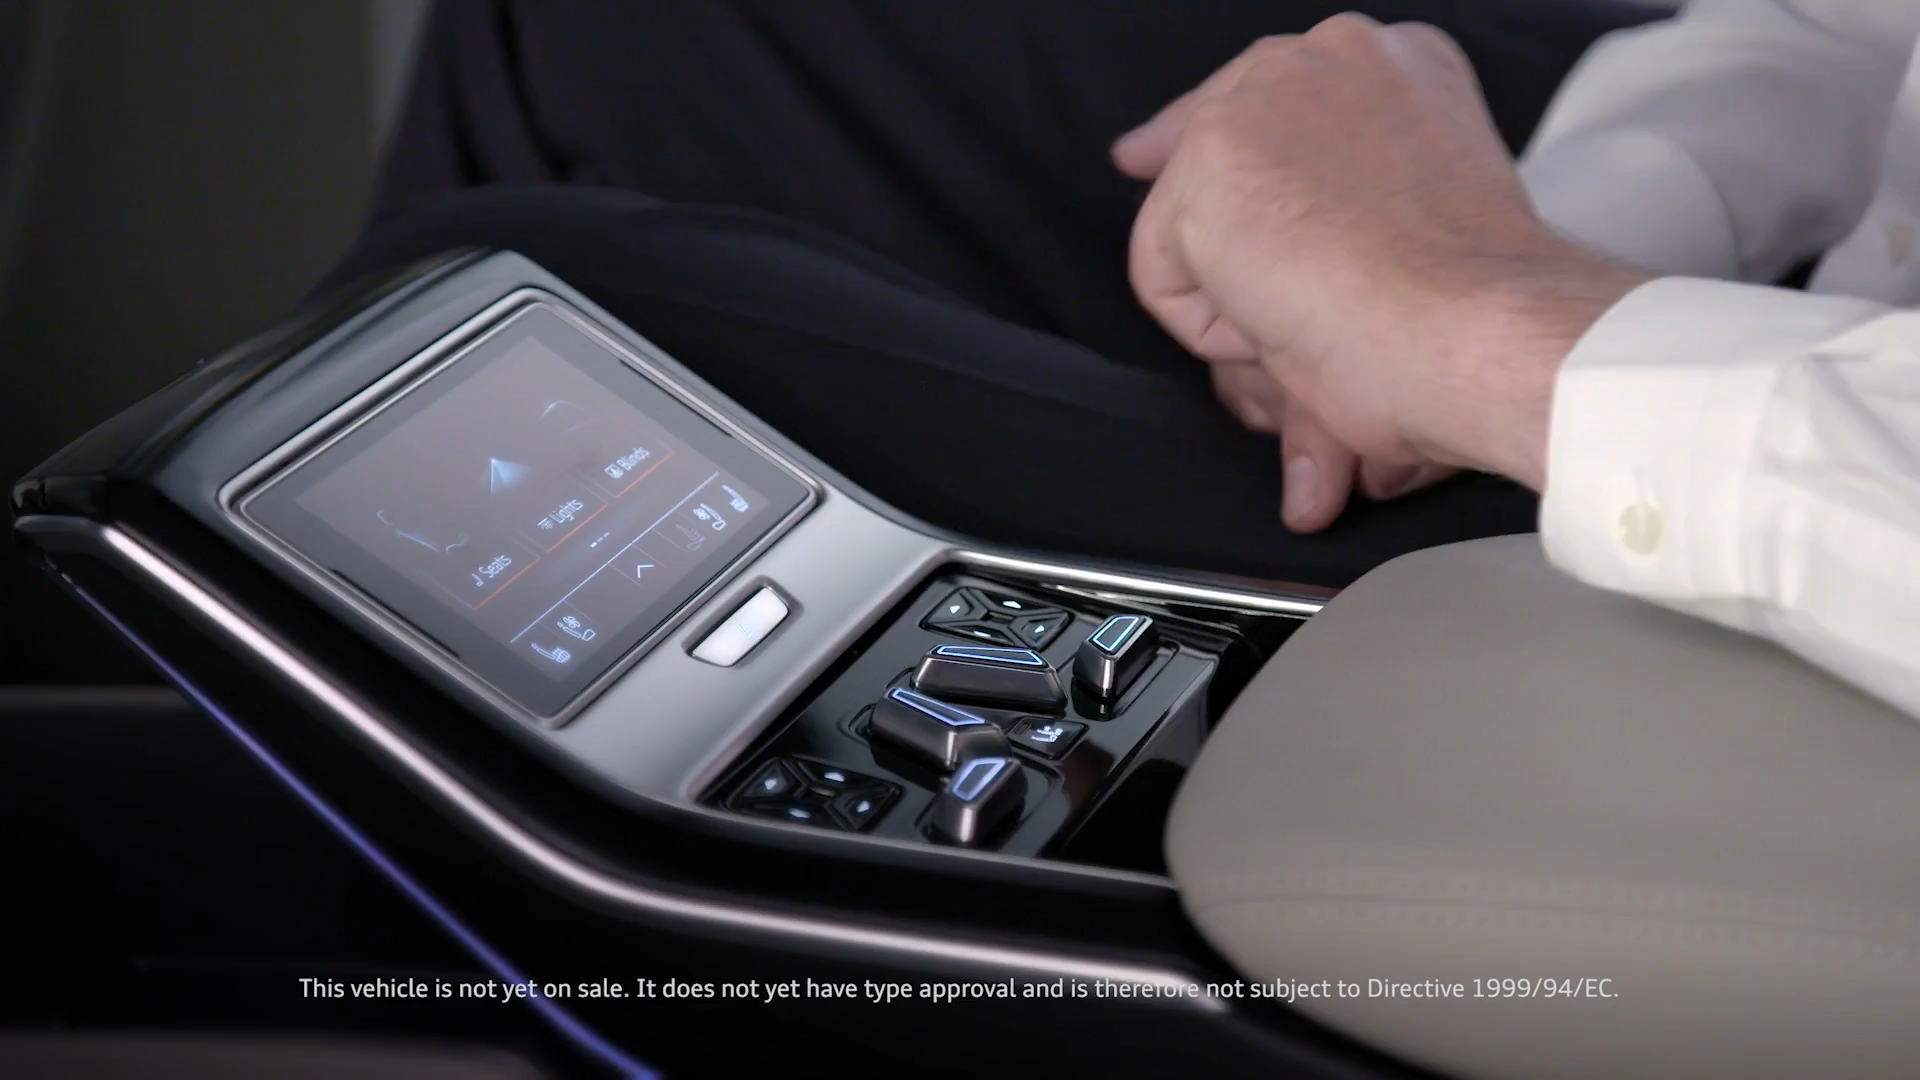 Blinds
Lights
Seats
This vehicle is not yet on sale. It does not yet have type approval and is therefore not subject to Directive 1999/94/EC.